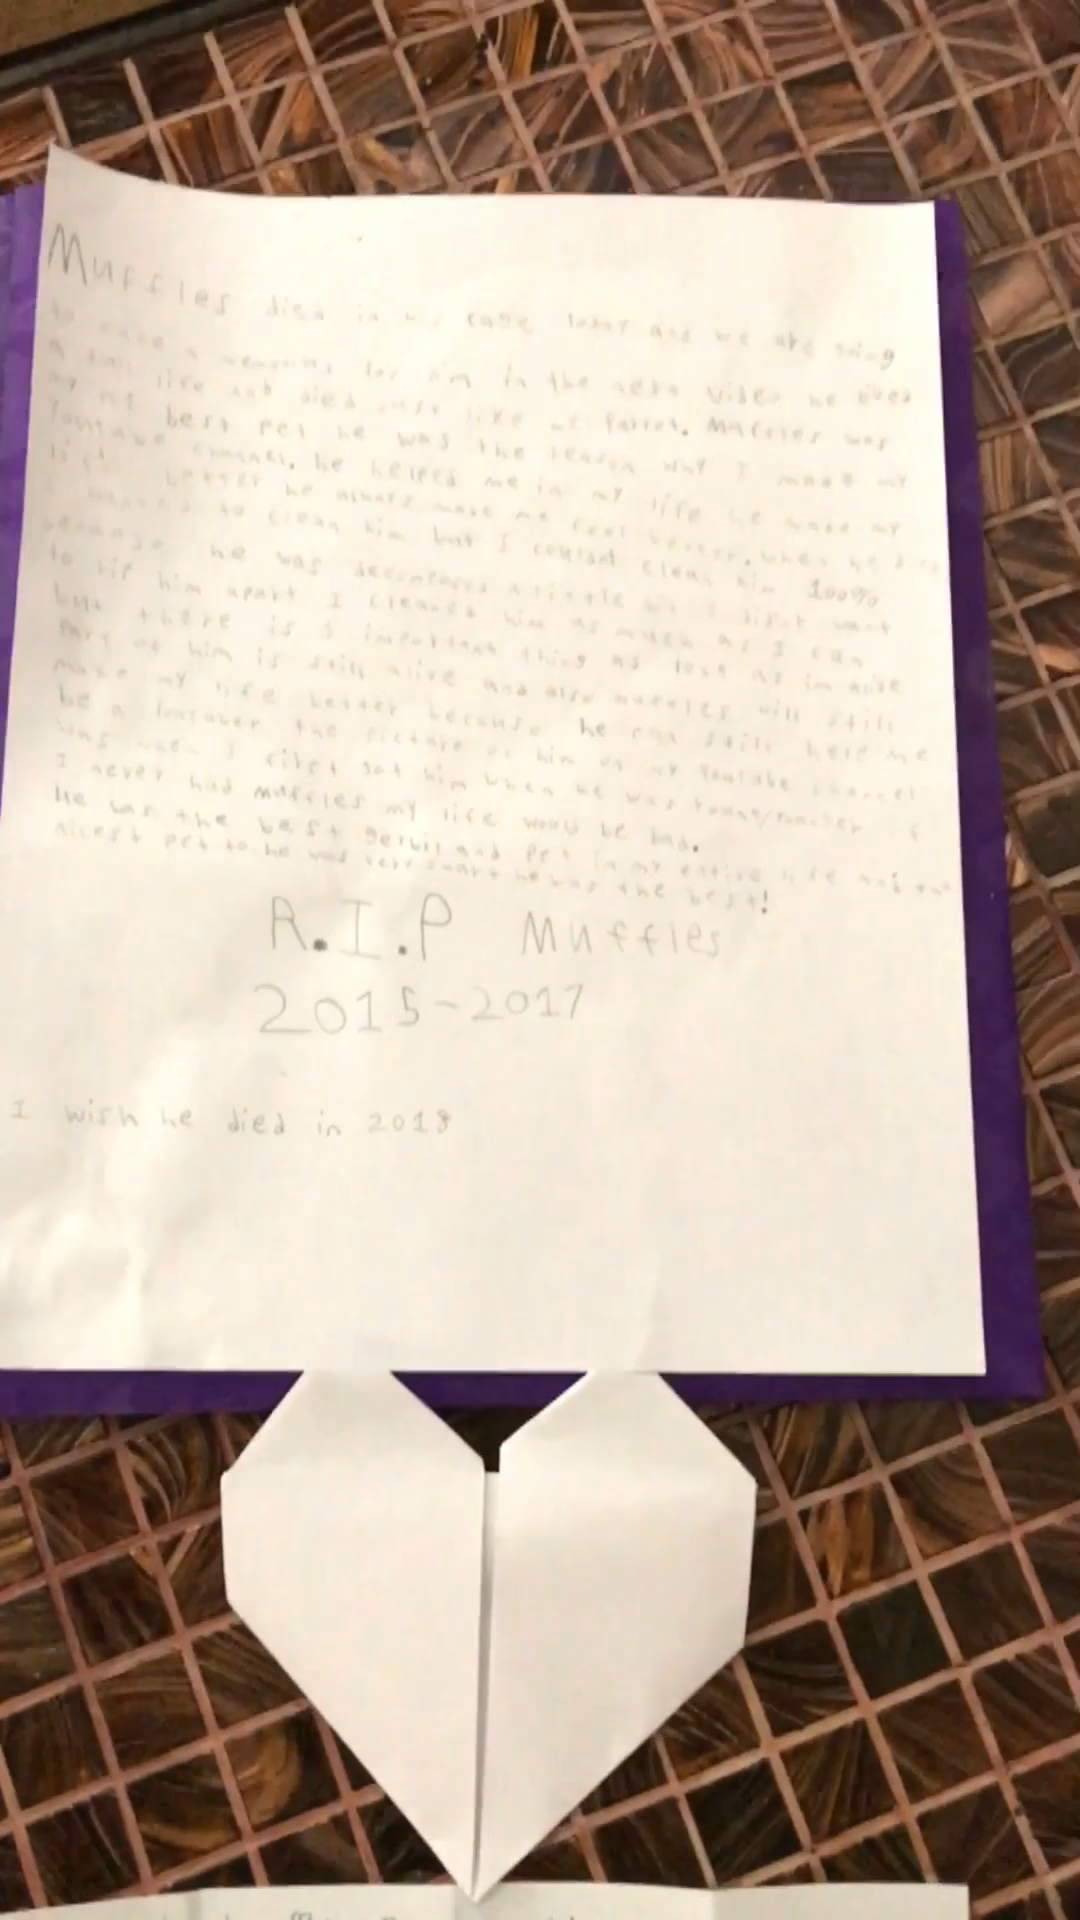 Muffles died in his cage today and we are going
to make a memorial for him in the next video he lived
a full life and died just like my Parrot. Muffles was
my #1 best Pet he was the reason why I made my
Youtube channel. he helped me in my life he made my
life better he always made me feel better. when he died
I wanted to clean him but I couldnt clean him 100%
because he was decomposed a little bit I didn't want
to rip him apart I cleaned him as much as I can
but there is 1 important thing as long as im alive
Part of him is still alive and also muffles will still
make my life better because he can still here me
be a Youtuber the Picture of him on my Youtube channel
was when I first got him when he was Young/Younger if
I never had muffles my life would be bad.
He was the best gerbil and Pet in my entire life and the
nicest Pet to. he was very smart he was the best!
R.I.P Muffles
2015-2017
I wish he died in 2018